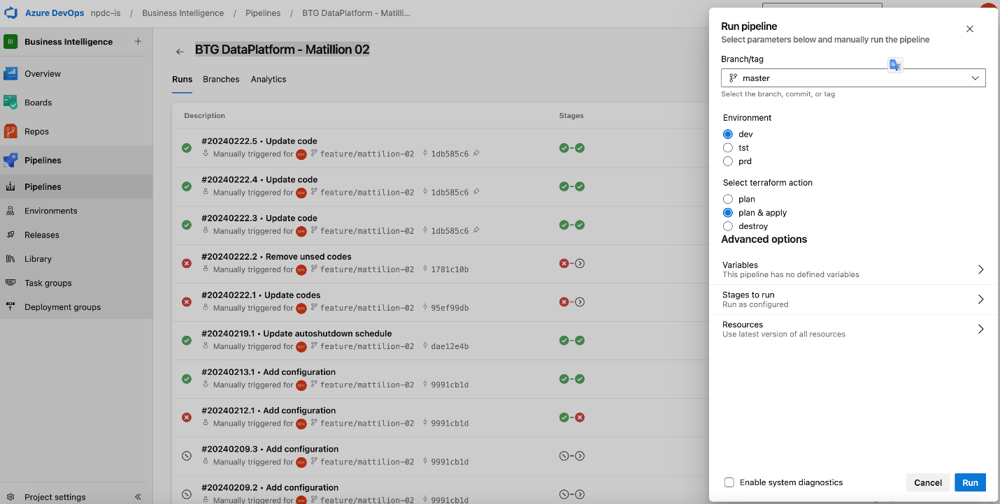 Azure DevOps npdc-is / Business Intelligence / Pipelines / BTG DataPlatform - Matilli...
BI Business Intelligence +
Overview
Boards
Repos
Pipelines
Pipelines
Environments
Releases
Library
Task groups
Deployment groups
Project settings
BTG DataPlatform - Matillion 02
Runs Branches Analytics
Description Stages
#20240222.5 • Update code
Manually triggered for MH feature/mattilion-02 1db585c6
#20240222.4 • Update code
Manually triggered for MH feature/mattilion-02 1db585c6
#20240222.3 • Update code
Manually triggered for MH feature/mattilion-02 1db585c6
#20240222.2 • Remove unsed codes
Manually triggered for MH feature/mattilion-02 1781c10b
#20240222.1 • Update codes
Manually triggered for MH feature/mattilion-02 95ef99db
#20240219.1 • Update autoshutdown schedule
Manually triggered for MH feature/mattilion-02 dae12e4b
#20240213.1 • Add configuration
Manually triggered for MH feature/mattilion-02 9991cb1d
#20240212.1 • Add configuration
Manually triggered for MH feature/mattilion-02 9991cb1d
#20240209.3 • Add configuration
Manually triggered for MH feature/mattilion-02 9991cb1d
#20240209.2 • Add configuration
Manually triggered for MH feature/mattilion-02 9991cb1d
Run pipeline
Select parameters below and manually run the pipeline
Branch/tag
master
Select the branch, commit, or tag
Environment
dev
tst
prd
Select terraform action
plan
plan & apply
destroy
Advanced options
Variables
This pipeline has no defined variables
Stages to run
Run as configured
Resources
Use latest version of all resources
Enable system diagnostics Cancel Run